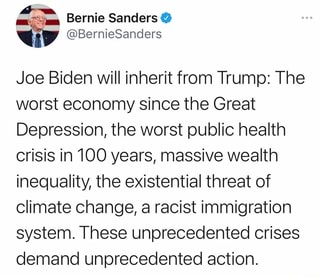 Bernie Sanders
@BernieSanders
Joe Biden will inherit from Trump: The
worst economy since the Great
Depression, the worst public health
crisis in 100 years, massive wealth
inequality, the existential threat of
climate change, a racist immigration
system. These unprecedented crises
demand unprecedented action.